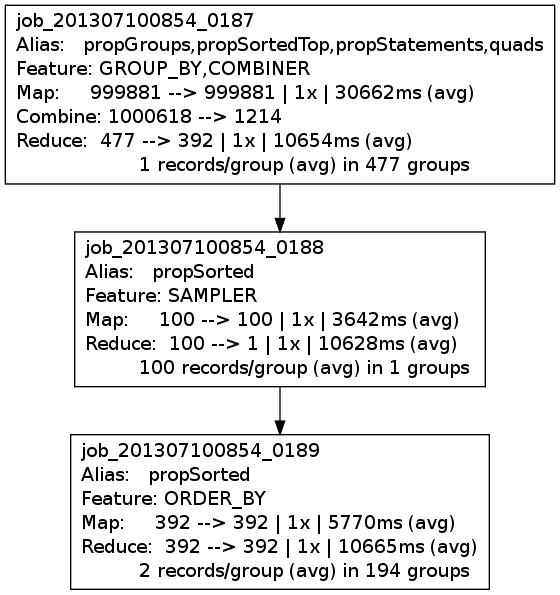 job_201307100854_0187
Alias: propGroups,propSortedTop,propStatements,quads
Feature: GROUP_BY,COMBINER
Map: 999881 --> 999881 | 1x | 30662ms (avg)
Combine: 1000618 --> 1214
Reduce: 477 --> 392 | 1x | 10654ms (avg)
1 records/group (avg) in 477 groups
job_201307100854_0188
Alias: propSorted
Feature: SAMPLER
Map: 100 --> 100 | 1x | 3642ms (avg)
Reduce: 100 --> 1 | 1x | 10628ms (avg)
100 records/group (avg) in 1 groups
job_201307100854_0189
Alias: propSorted
Feature: ORDER_BY
Map: 392 --> 392 | 1x | 5770ms (avg)
Reduce: 392 --> 392 | 1x | 10665ms (avg)
2 records/group (avg) in 194 groups